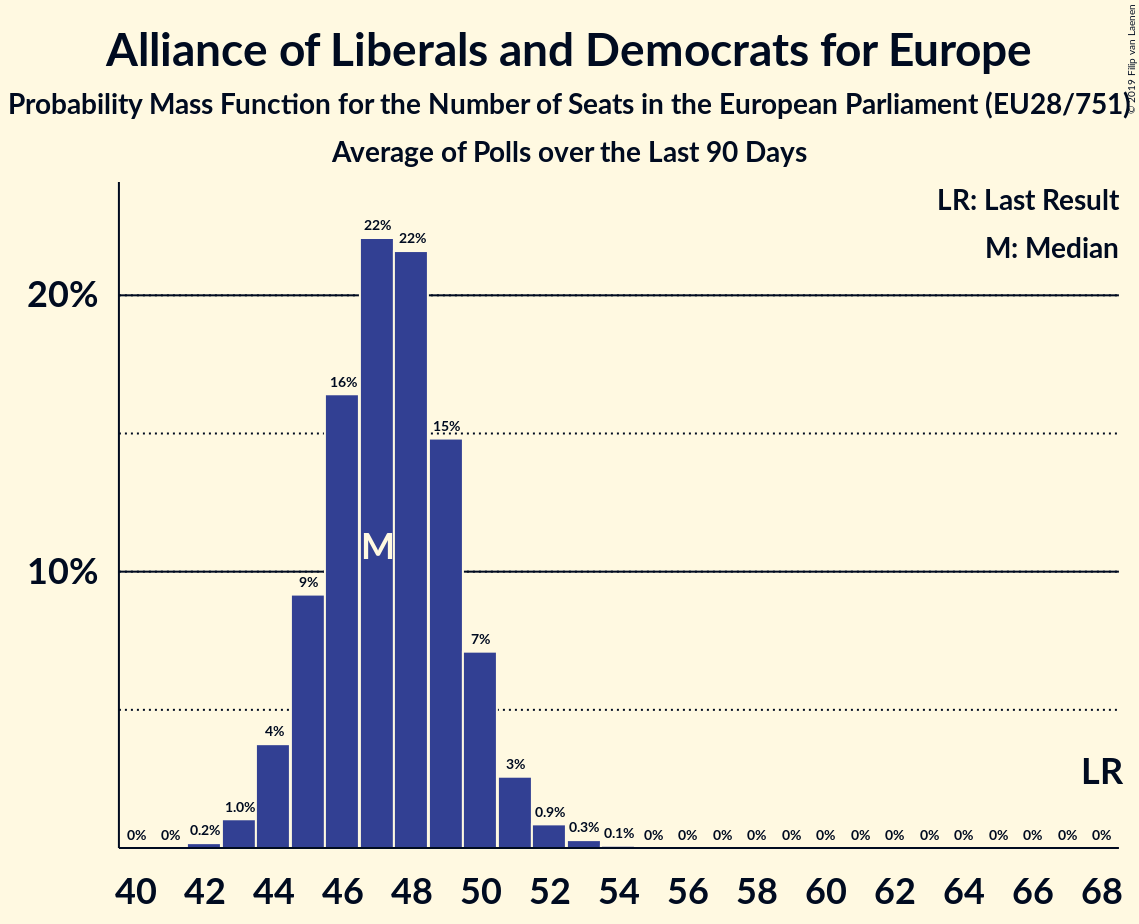 Alliance of Liberals and Democrats for Europe
Probability Mass Function for the Number of Seats in the European Parliament (EU28/751)
Average of Polls over the Last 90 Days
© 2019 Filip van Laenen
LR: Last Result
M: Median
20%
10%
0% 0% 0.2% 1.0% 4% 9% 16% 22% 22% 15% 7% 3% 0.9% 0.3% 0.1% 0% 0% 0% 0% 0% 0% 0% 0% 0% 0% 0% 0% 0% 0%
M
LR
40 42 44 46 48 50 52 54 56 58 60 62 64 66 68